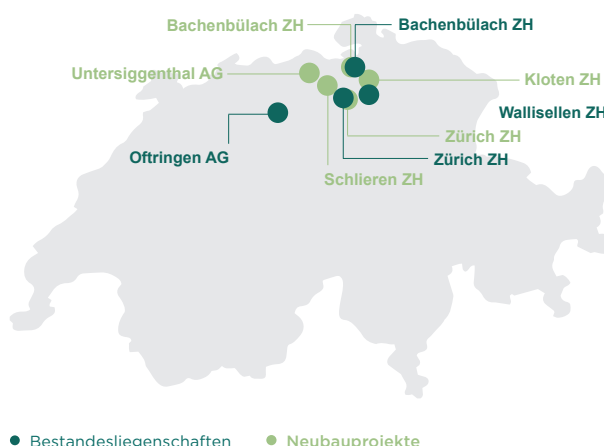 Bachenbülach ZH
Bachenbülach ZH
Untersiggenthal AG
Kloten ZH
Wallisellen ZH
Zürich ZH
Oftringen AG
Zürich ZH
Schlieren ZH
Bestandesliegenschaften
Neubauprojekte